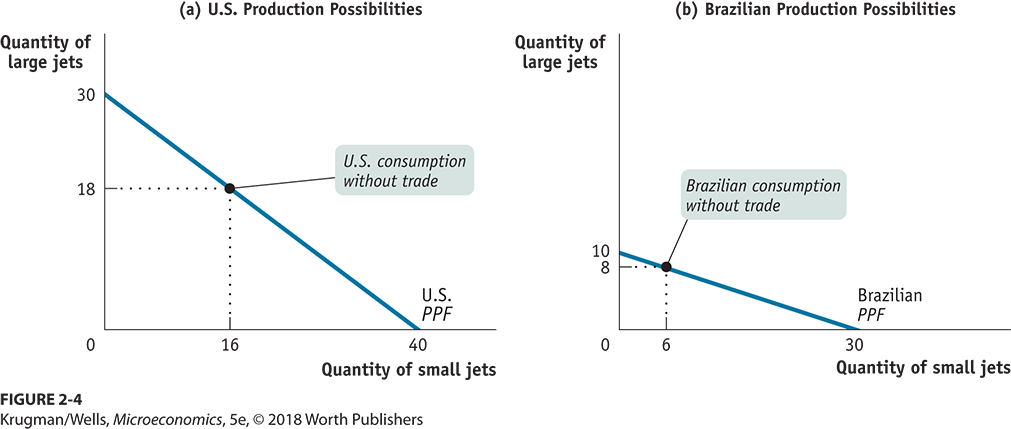 (a) U.S. Production Possibilities
Quantity of
large jets
30
18
U.S. consumption
without trade
U.S.
PPF
0
16
40
Quantity of small jets
(b) Brazilian Production Possibilities
Quantity of
large jets
10
8
Brazilian consumption
without trade
Brazilian
PPF
0
6
30
Quantity of small jets
FIGURE 2-4
Krugman/Wells, Microeconomics, 5e, © 2018 Worth Publishers